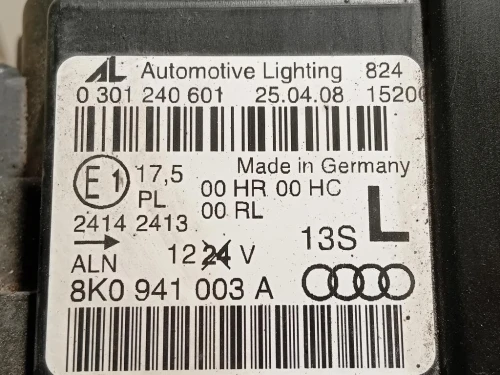 AL Automotive Lighting 824
0 301 240 601 25.04.08 1520
E1 17,5 Made in Germany
PL 00 HR 00 HC
00 RL
2414 2413
12 24 V 13S L
ALN
8K0 941 003 A